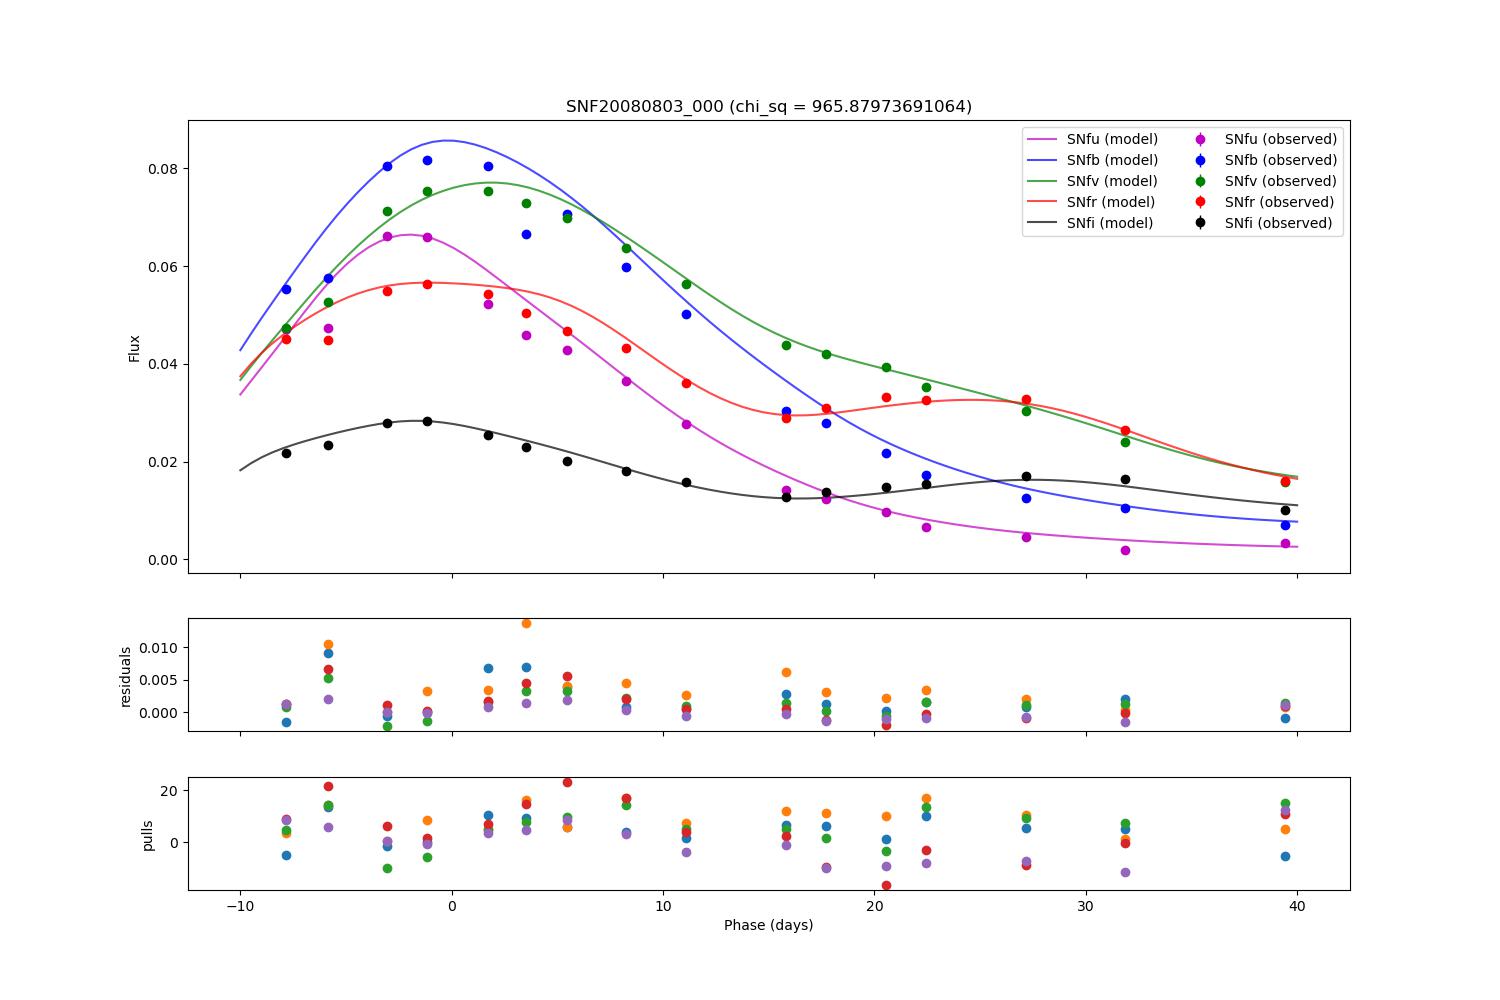 SNF20080803_000 (chi_sq = 965.87973691064)
SNfu (model) SNfu (observed)
SNfb (model) SNfb (observed)
SNfv (model) SNfv (observed)
SNfr (model) SNfr (observed)
SNfi (model) SNfi (observed)
Flux
0.08
0.06
0.04
0.02
0.00
residuals
0.010
0.005
0.000
pulls
20
0
−10 0 10 20 30 40
Phase (days)